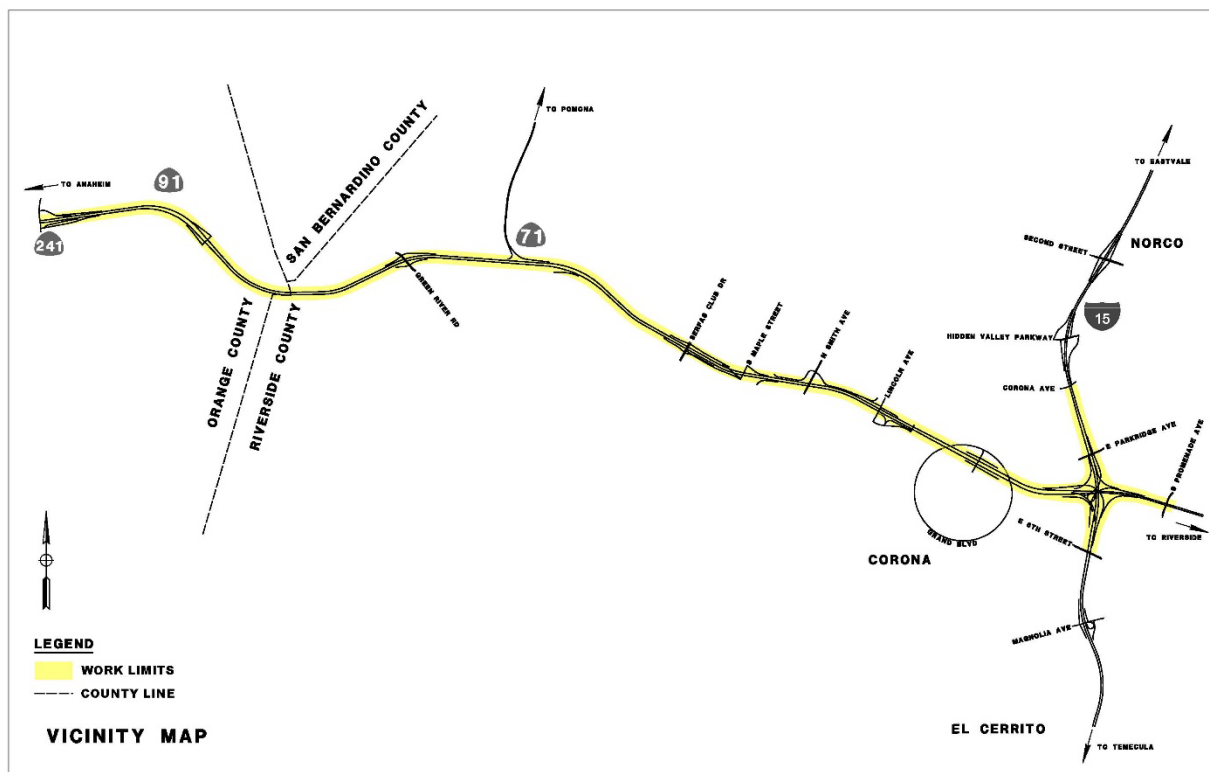 TO POMONA
TO ANAHEIM
91
241
SAN BERNARDINO COUNTY
71
TO EASTVALE
SECOND STREET
NORCO
GREEN RIVER RD
ORANGE COUNTY
RIVERSIDE COUNTY
SERFAS CLUB DR
S MAPLE STREET
N SMITH AVE
LINCOLN AVE
15
HIDDEN VALLEY PARKWAY
CORONA AVE
E PARKRIDGE AVE
S PROMENADE AVE
E 6TH STREET
GRAND BLVD
TO RIVERSIDE
CORONA
MAGNOLIA AVE
LEGEND
WORK LIMITS
COUNTY LINE
VICINITY MAP
EL CERRITO
TO TEMECULA